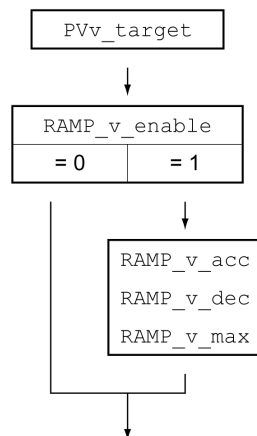 PVv_target
RAMP_v_enable
= 0 = 1
RAMP_v_acc
RAMP_v_dec
RAMP_v_max